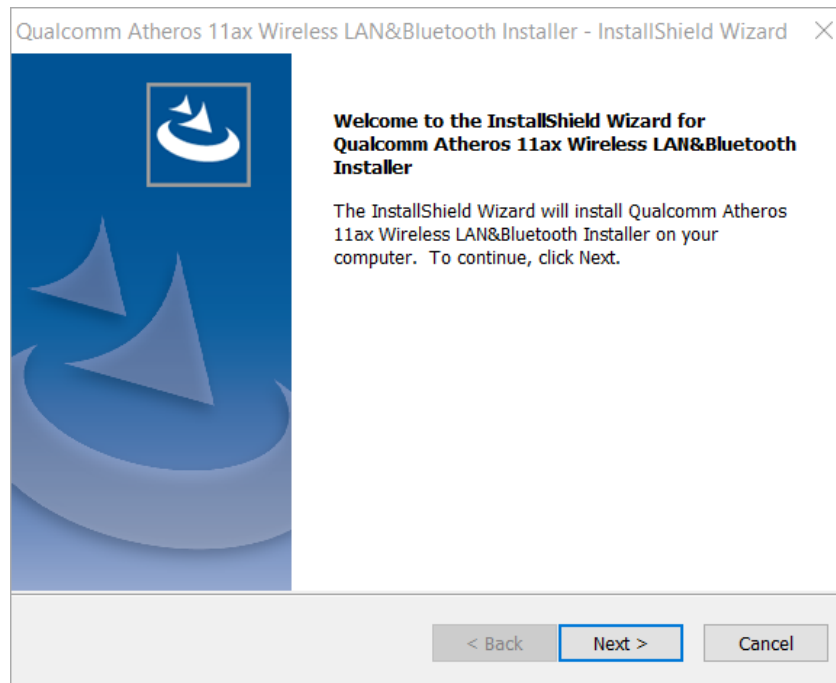 Qualcomm Atheros 11ax Wireless LAN&Bluetooth Installer - InstallShield Wizard
Welcome to the InstallShield Wizard for
Qualcomm Atheros 11ax Wireless LAN&Bluetooth
Installer
The InstallShield Wizard will install Qualcomm Atheros
11ax Wireless LAN&Bluetooth Installer on your
computer.  To continue, click Next.
< Back Next > Cancel